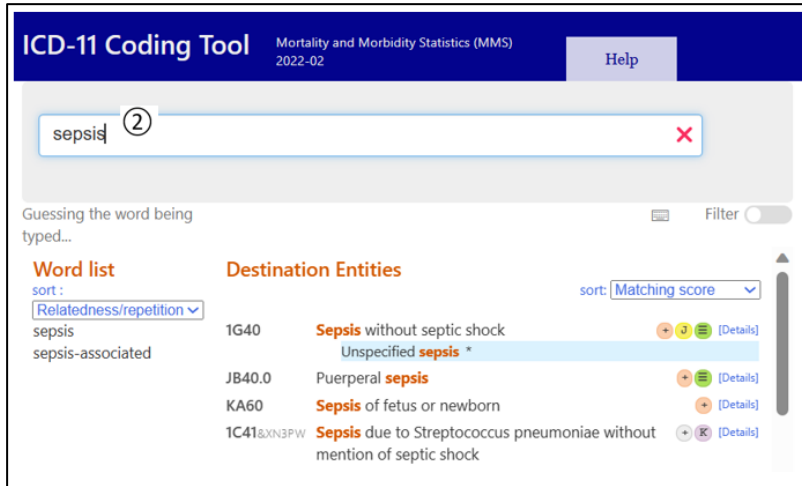 ICD-11 Coding Tool
Mortality and Morbidity Statistics (MMS)
2022-02
Help
sepsis
②
Guessing the word being
typed...
Filter
Word list
sort :
Relatedness/repetition
sepsis
sepsis-associated
Destination Entities
sort: Matching score
1G40 Sepsis without septic shock + J [Details]
Unspecified sepsis *
JB40.0 Puerperal sepsis + [Details]
KA60 Sepsis of fetus or newborn + [Details]
1C41&XN3PW Sepsis due to Streptococcus pneumoniae without + K [Details]
mention of septic shock